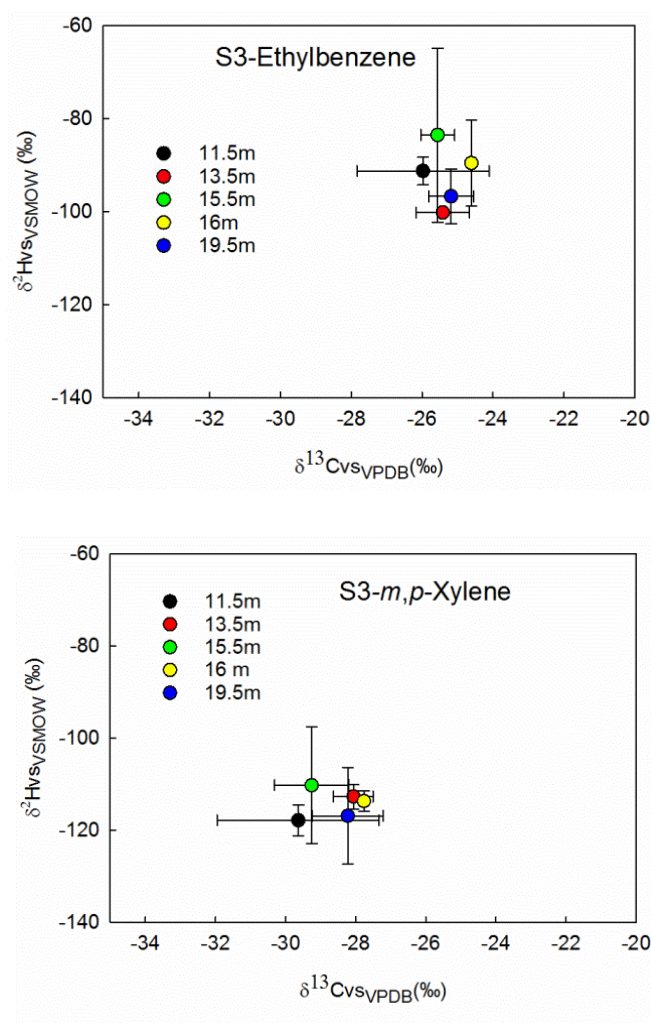 -60
S3-Ethylbenzene
-80
11.5m
13.5m
-100
15.5m
16m
19.5m
-120
-140
-34 -32 -30 -28 -26 -24 -22 -20
δ²HvsVSMOW (‰)
δ13CvsVPDB(‰)
-60
11.5m
S3-m,p-Xylene
13.5m
-80
15.5m
16 m
19.5m
-100
-120
-140
-34 -32 -30 -28 -26 -24 -22 -20
δ²HvsVSMOW (‰)
δ13CvsVPDB(‰)